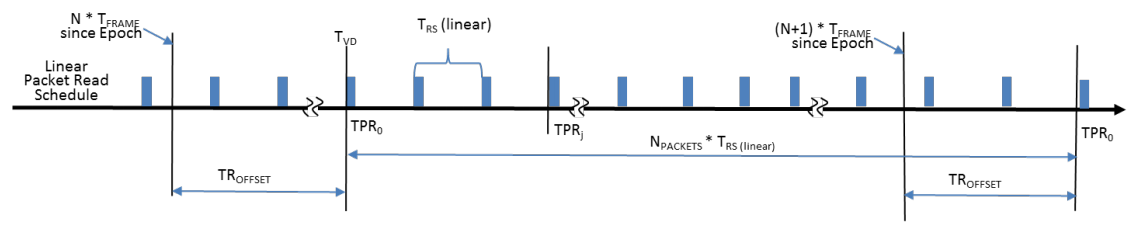 N * TFRAME
since Epoch
TVD
TRS (linear)
(N+1) * TFRAME
since Epoch
Linear
Packet Read
Schedule
TPR0
TPRj
TPR0
NPACKETS * TRS (linear)
TROFFSET
TROFFSET